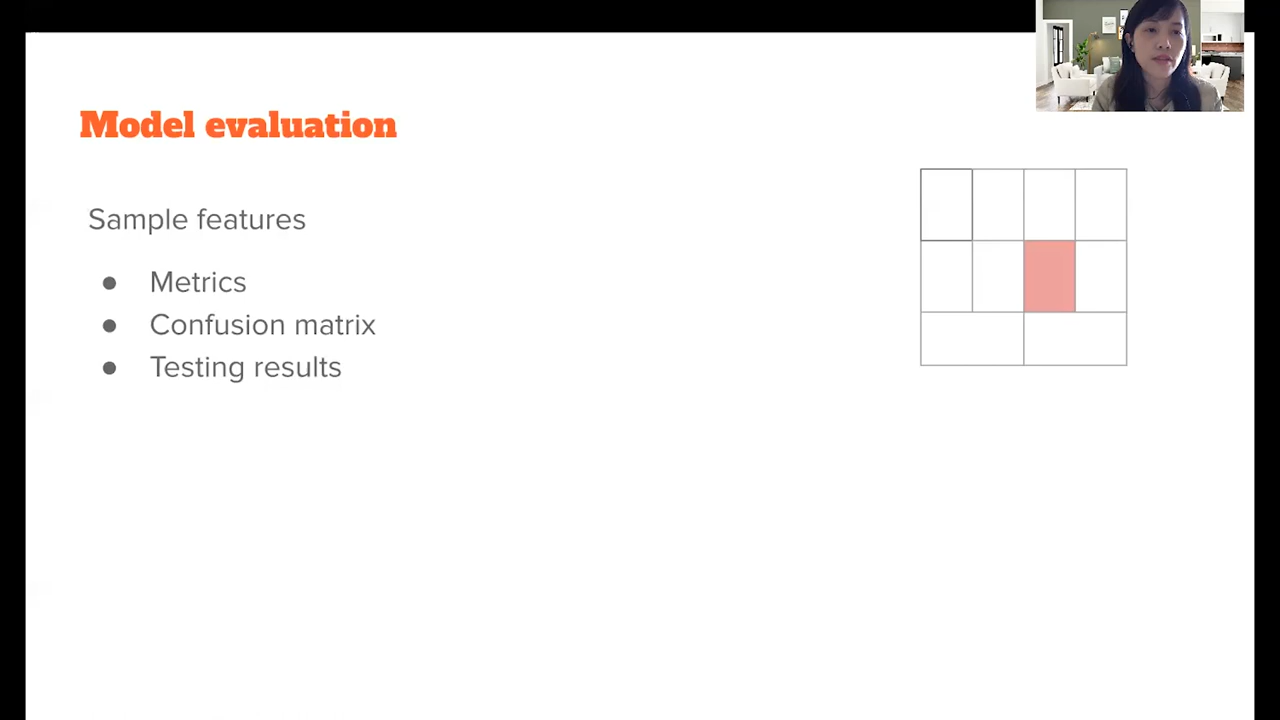 Model evaluation
Sample features
● Metrics
● Confusion matrix
● Testing results